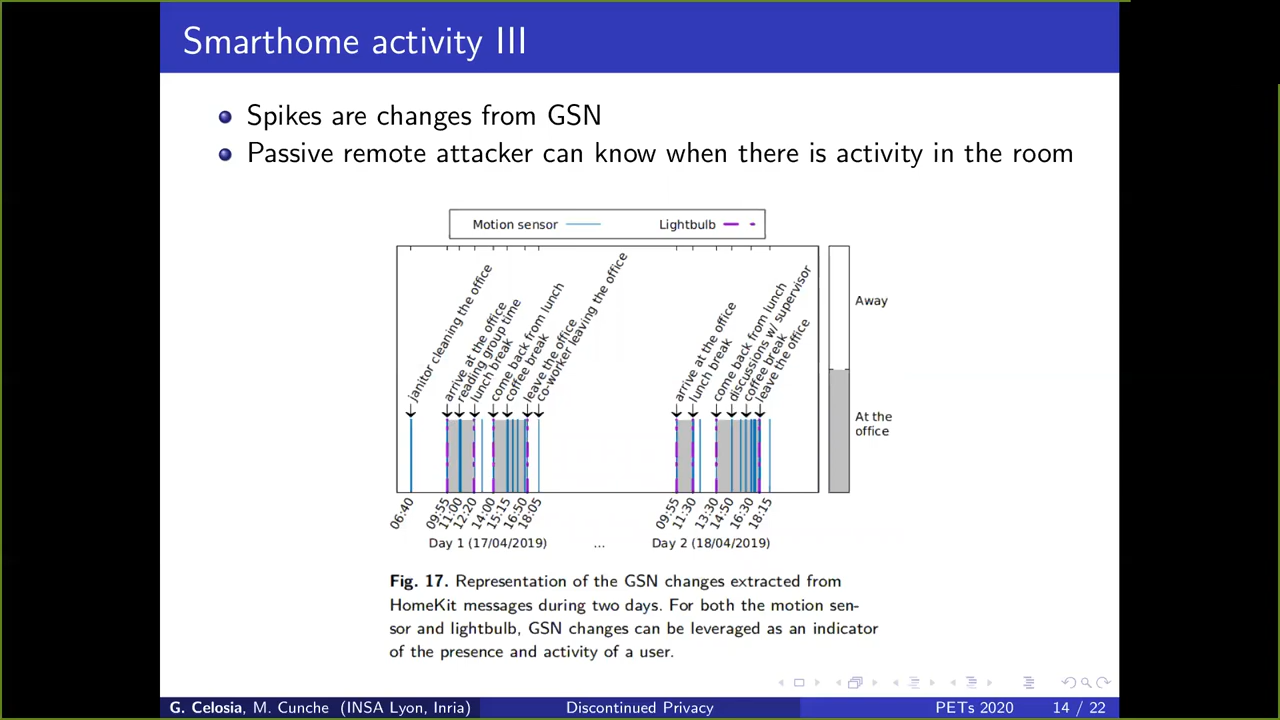 Smarthome activity III
Spikes are changes from GSN
Passive remote attacker can know when there is activity in the room
Motion sensor
Lightbulb
janitor cleaning the office
arrive at the office
reading group time
lunch break
come back from lunch
coffee break
leave the office
co-worker leaving the office
arrive at the office
lunch break
come back from lunch
discussions w/ supervisor
coffee break
leave the office
Away
At the
office
06:40
09:55
11:00
12:20
14:00
15:15
16:50
18:05
09:55
11:30
13:30
14:50
16:30
18:15
Day 1 (17/04/2019)
...
Day 2 (18/04/2019)
Fig. 17. Representation of the GSN changes extracted from
HomeKit messages during two days. For both the motion sen-
sor and lightbulb, GSN changes can be leveraged as an indicator
of the presence and activity of a user.
G. Celosia, M. Cunche (INSA Lyon, Inria)
Discontinued Privacy
PETs 2020
14 / 22